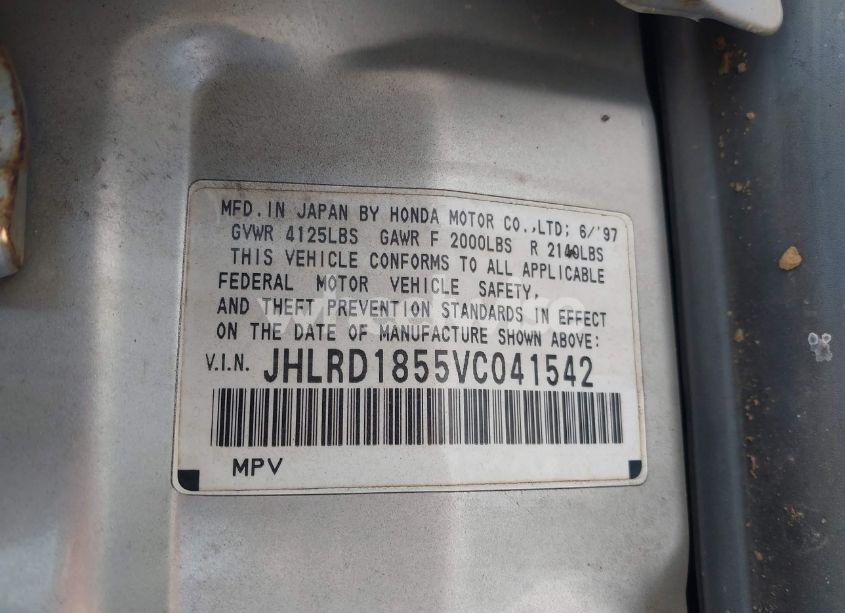 MFD. IN JAPAN BY HONDA MOTOR CO.,LTD; 6/'97
GVWR 4125LBS GAWR F 2000LBS R 2140LBS
THIS VEHICLE CONFORMS TO ALL APPLICABLE
FEDERAL MOTOR VEHICLE SAFETY,
AND THEFT PREVENTION STANDARDS IN EFFECT
ON THE DATE OF MANUFACTURE SHOWN ABOVE:
V.I.N. JHLRD1855VC041542
MPV